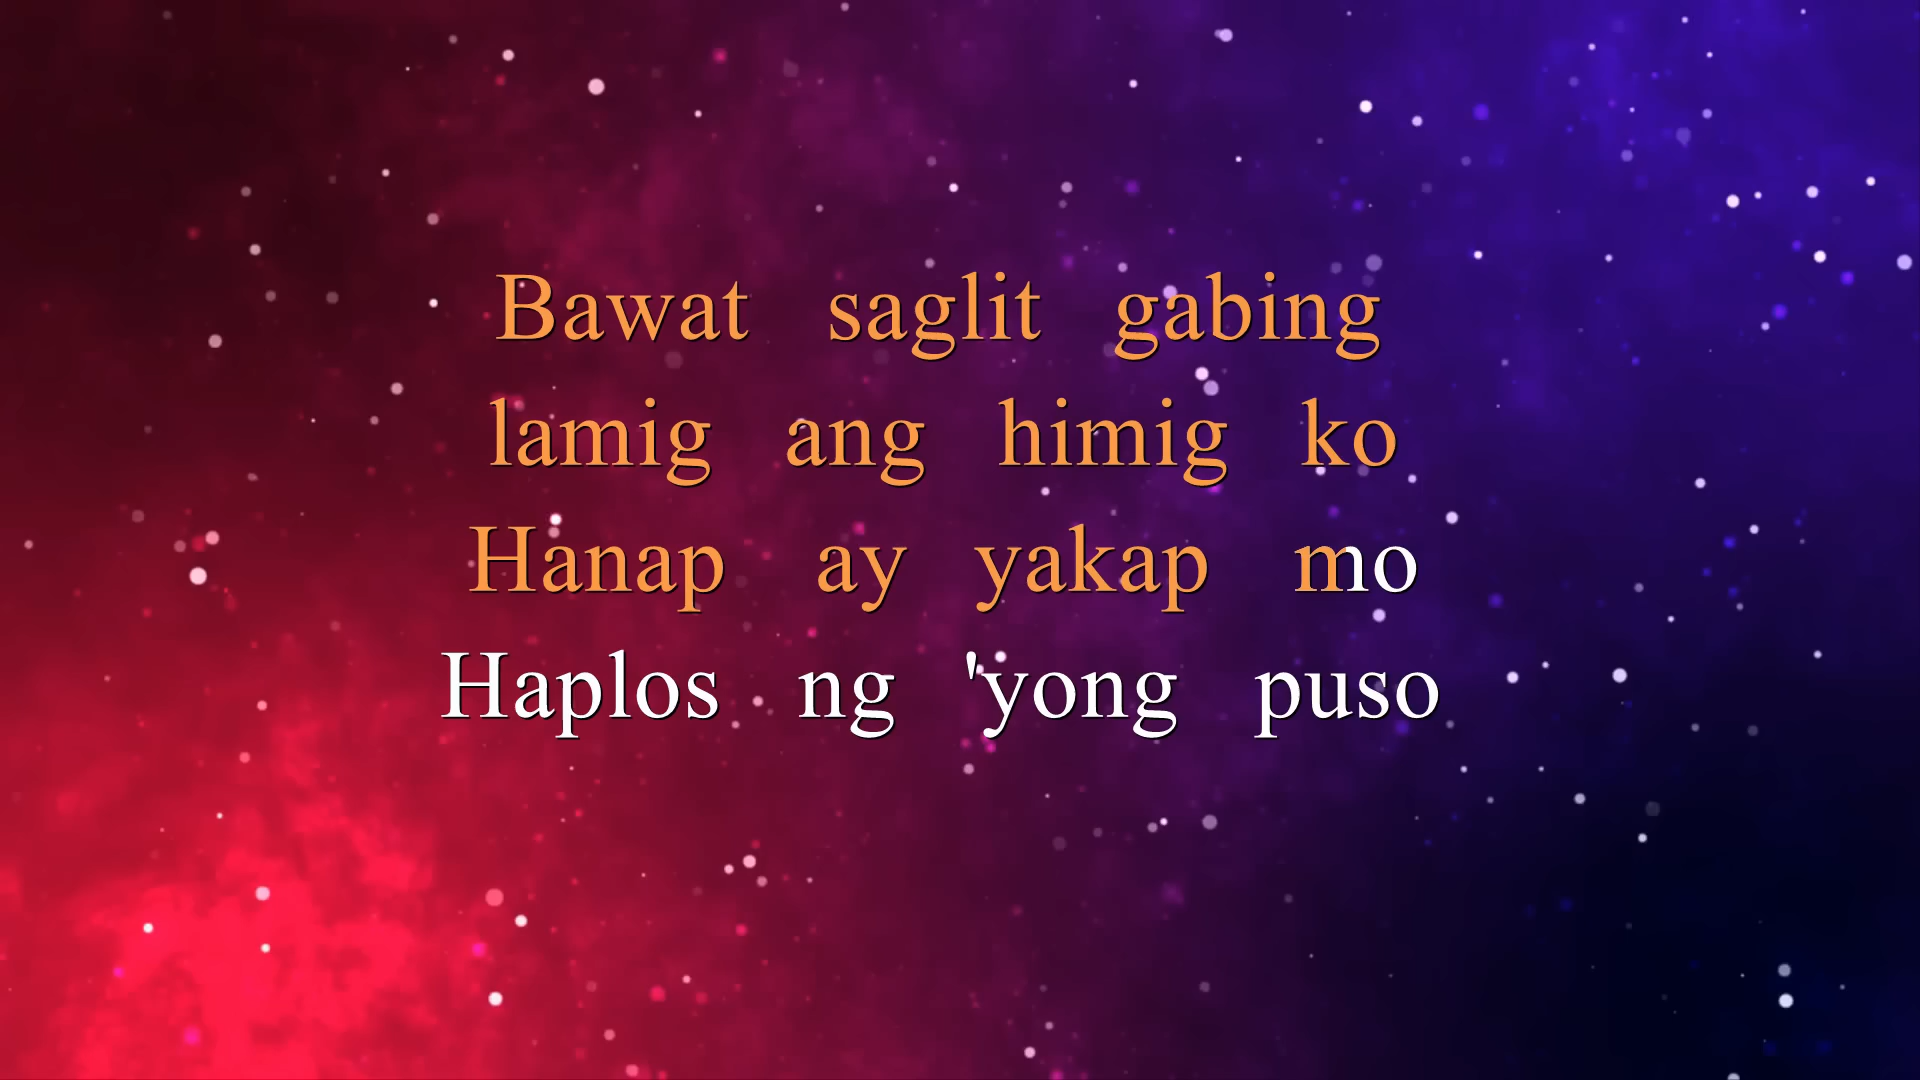 Bawat saglit gabing
lamig ang himig ko
Hanap ay yakap mo
Haplos ng 'yong puso